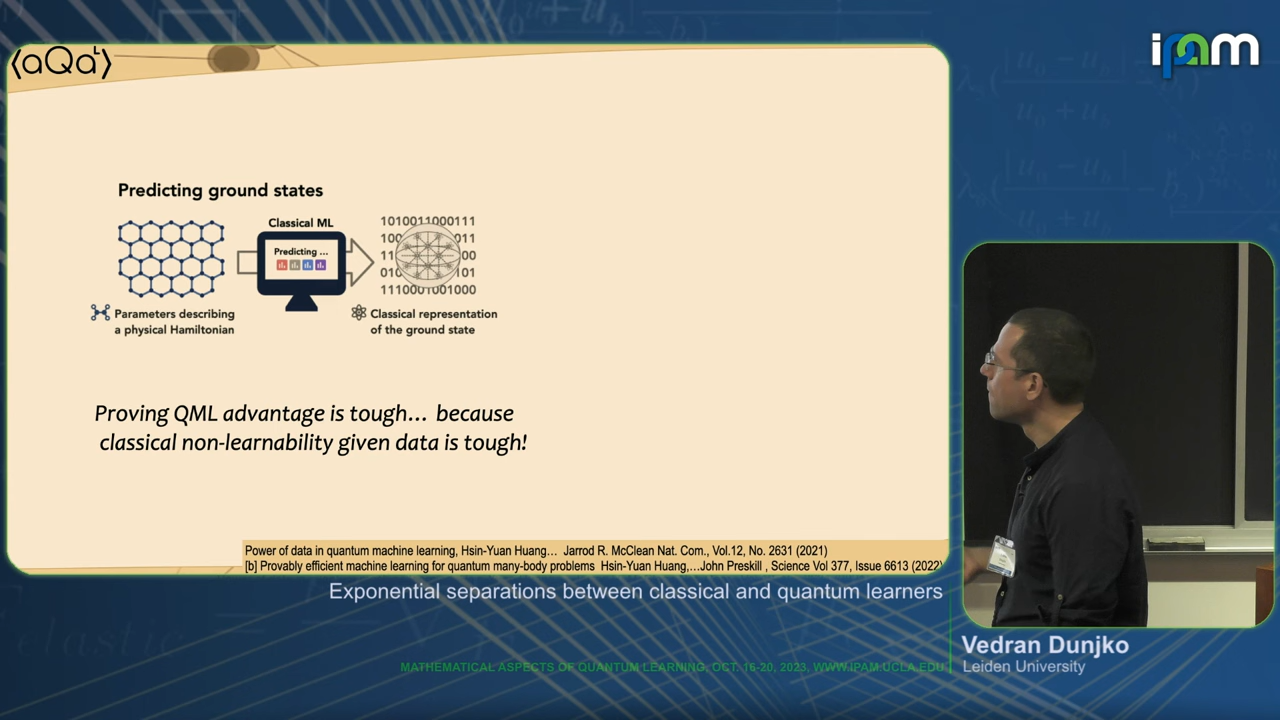 ⟨aQaᴸ⟩
ipam
Predicting ground states
Classical ML
Predicting ...
1010011000111
100
011
11
00
010
101
1110001001000
Parameters describing
a physical Hamiltonian
Classical representation
of the ground state
Proving QML advantage is tough... because
classical non-learnability given data is tough!
Power of data in quantum machine learning, Hsin-Yuan Huang... Jarrod R. McClean Nat. Com., Vol.12, No. 2631 (2021)
[b] Provably efficient machine learning for quantum many-body problems Hsin-Yuan Huang,...John Preskill , Science Vol 377, Issue 6613 (2022)
Exponential separations between classical and quantum learners
Vedran Dunjko
Leiden University
MATHEMATICAL ASPECTS OF QUANTUM LEARNING, OCT. 16-20, 2023, WWW.IPAM.UCLA.EDU
elastic